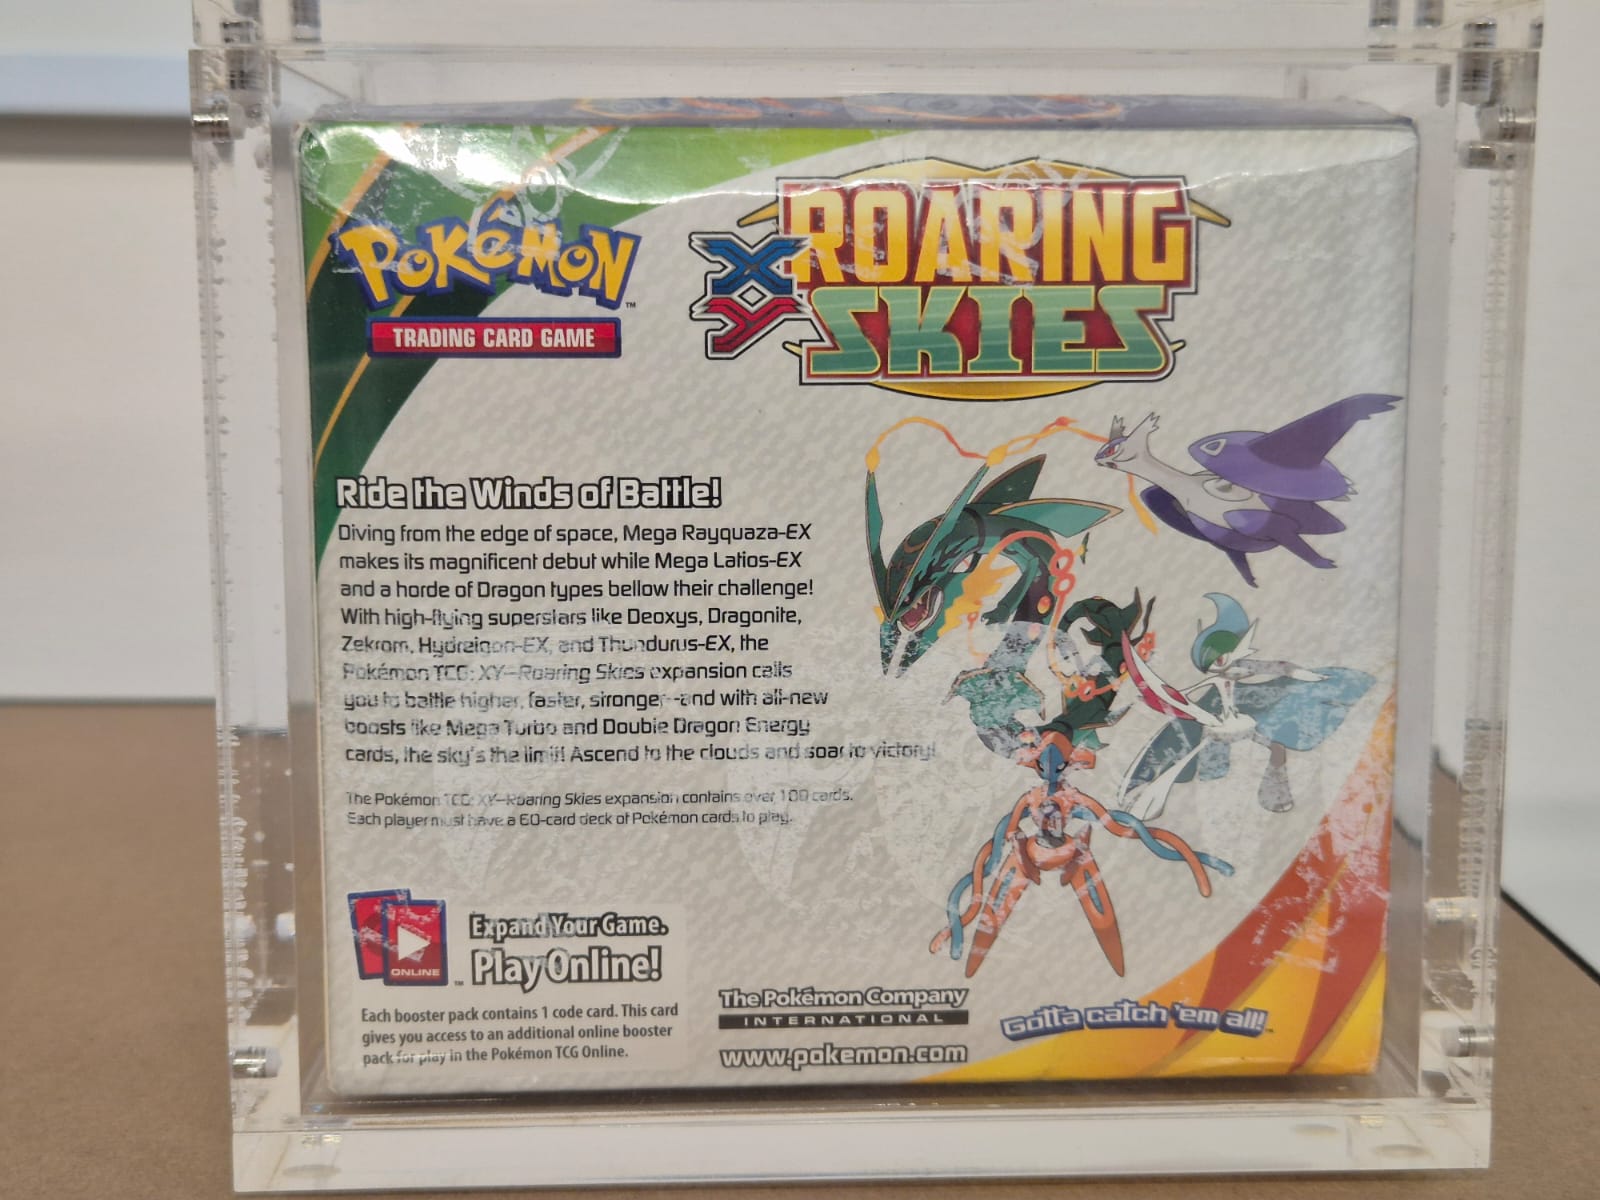 POKéMON™
TRADING CARD GAME
XY
ROARING
SKIES
Ride the Winds of Battle!
Diving from the edge of space, Mega Rayquaza-EX
makes its magnificent debut while Mega Latios-EX
and a horde of Dragon types bellow their challenge!
With high-flying superstars like Deoxys, Dragonite,
Zekrom, Hydreigon-EX, and Thundurus-EX, the
Pokémon TCG: XY—Roaring Skies expansion calls
you to battle higher, faster, stronger—and with all-new
boosts like Mega Turbo and Double Dragon Energy
cards, the sky's the limit! Ascend to the clouds and soar to victory!
The Pokémon TCG: XY—Roaring Skies expansion contains over 100 cards.
Each player must have a 60-card deck of Pokémon cards to play.
ONLINE™
Expand Your Game.
Play Online!
Each booster pack contains 1 code card. This card
gives you access to an additional online booster
pack for play in the Pokémon TCG Online.
The Pokémon Company
INTERNATIONAL
www.pokemon.com
Gotta catch 'em all!™